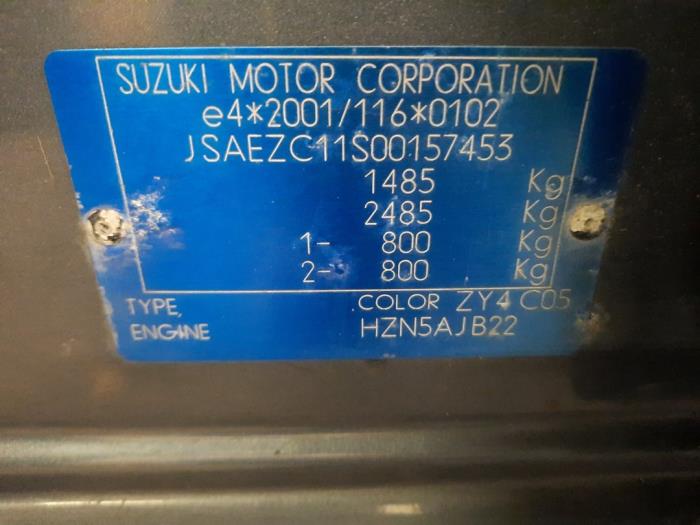 SUZUKI MOTOR CORPORATION
e4*2001/116*0102
JSAEZC11S00157453
1485 Kg
2485 Kg
1- 800 Kg
2- 800 Kg
TYPE, COLOR ZY4 C05
ENGINE HZN5AJB22